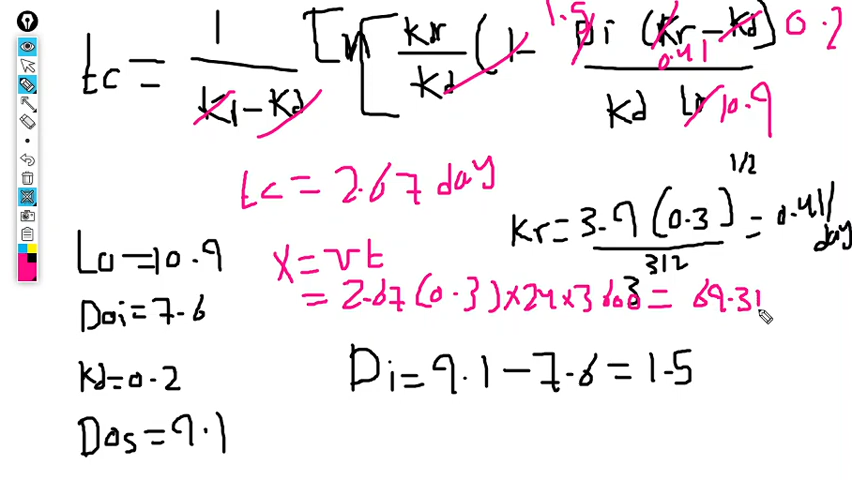 tc = 1 / (Kr-Kd) ln [ Kr/Kd ( 1 - Di (Kr-Kd) / Kd Lo
1.5 0.41 0.2 10.9
tc = 2.67 day
Kr = 3.9 (0.3)^1/2 / 3^3/2 = 0.41/day
Lo = 10.9
X = vt
= 2.67 (0.3) × 24 × 3600 = 69.31
Doi = 7.6
Di = 9.1 - 7.6 = 1.5
Kd = 0.2
Dos = 9.1